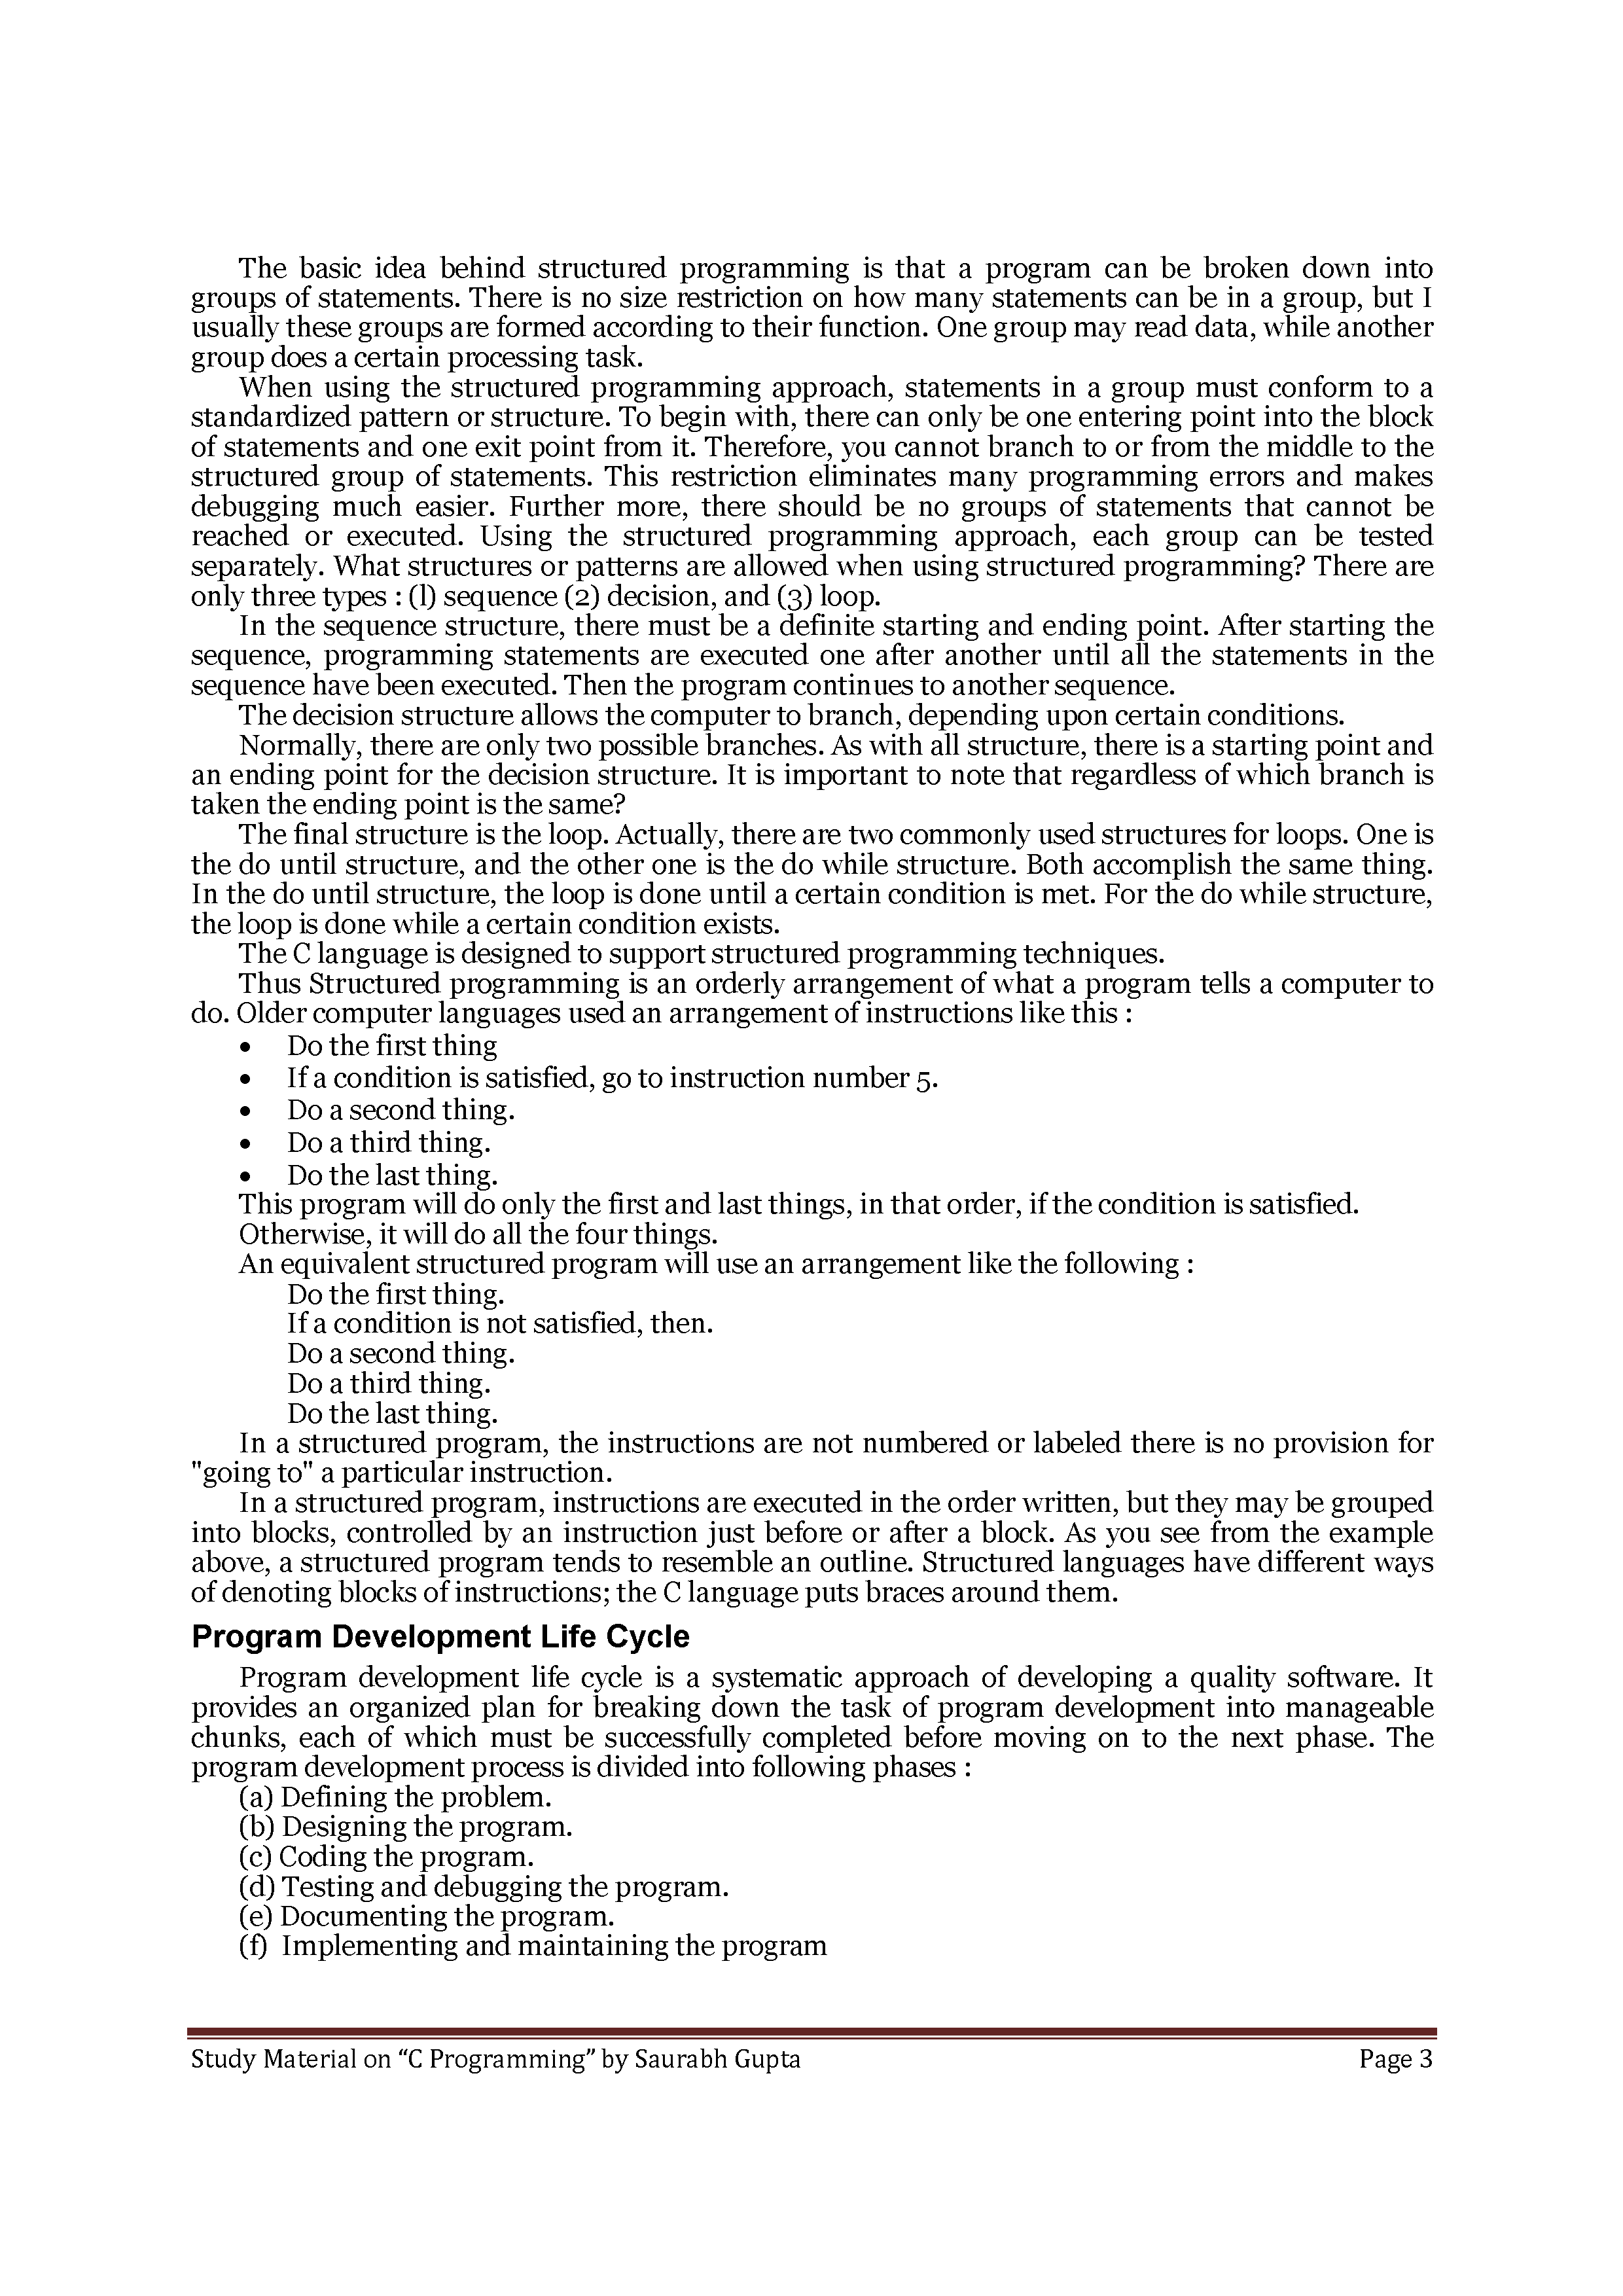 The basic idea behind structured programming is that a program can be broken down into
groups of statements. There is no size restriction on how many statements can be in a group, but I
usually these groups are formed according to their function. One group may read data, while another
group does a certain processing task.
When using the structured programming approach, statements in a group must conform to a
standardized pattern or structure. To begin with, there can only be one entering point into the block
of statements and one exit point from it. Therefore, you cannot branch to or from the middle to the
structured group of statements. This restriction eliminates many programming errors and makes
debugging much easier. Further more, there should be no groups of statements that cannot be
reached or executed. Using the structured programming approach, each group can be tested
separately. What structures or patterns are allowed when using structured programming? There are
only three types : (l) sequence (2) decision, and (3) loop.
In the sequence structure, there must be a definite starting and ending point. After starting the
sequence, programming statements are executed one after another until all the statements in the
sequence have been executed. Then the program continues to another sequence.
The decision structure allows the computer to branch, depending upon certain conditions.
Normally, there are only two possible branches. As with all structure, there is a starting point and
an ending point for the decision structure. It is important to note that regardless of which branch is
taken the ending point is the same?
The final structure is the loop. Actually, there are two commonly used structures for loops. One is
the do until structure, and the other one is the do while structure. Both accomplish the same thing.
In the do until structure, the loop is done until a certain condition is met. For the do while structure,
the loop is done while a certain condition exists.
The C language is designed to support structured programming techniques.
Thus Structured programming is an orderly arrangement of what a program tells a computer to
do. Older computer languages used an arrangement of instructions like this :
• Do the first thing
• If a condition is satisfied, go to instruction number 5.
• Do a second thing.
• Do a third thing.
• Do the last thing.
This program will do only the first and last things, in that order, if the condition is satisfied.
Otherwise, it will do all the four things.
An equivalent structured program will use an arrangement like the following :
Do the first thing.
If a condition is not satisfied, then.
Do a second thing.
Do a third thing.
Do the last thing.
In a structured program, the instructions are not numbered or labeled there is no provision for
"going to" a particular instruction.
In a structured program, instructions are executed in the order written, but they may be grouped
into blocks, controlled by an instruction just before or after a block. As you see from the example
above, a structured program tends to resemble an outline. Structured languages have different ways
of denoting blocks of instructions; the C language puts braces around them.
Program Development Life Cycle
Program development life cycle is a systematic approach of developing a quality software. It
provides an organized plan for breaking down the task of program development into manageable
chunks, each of which must be successfully completed before moving on to the next phase. The
program development process is divided into following phases :
(a) Defining the problem.
(b) Designing the program.
(c) Coding the program.
(d) Testing and debugging the program.
(e) Documenting the program.
(f) Implementing and maintaining the program
Study Material on “C Programming” by Saurabh Gupta Page 3